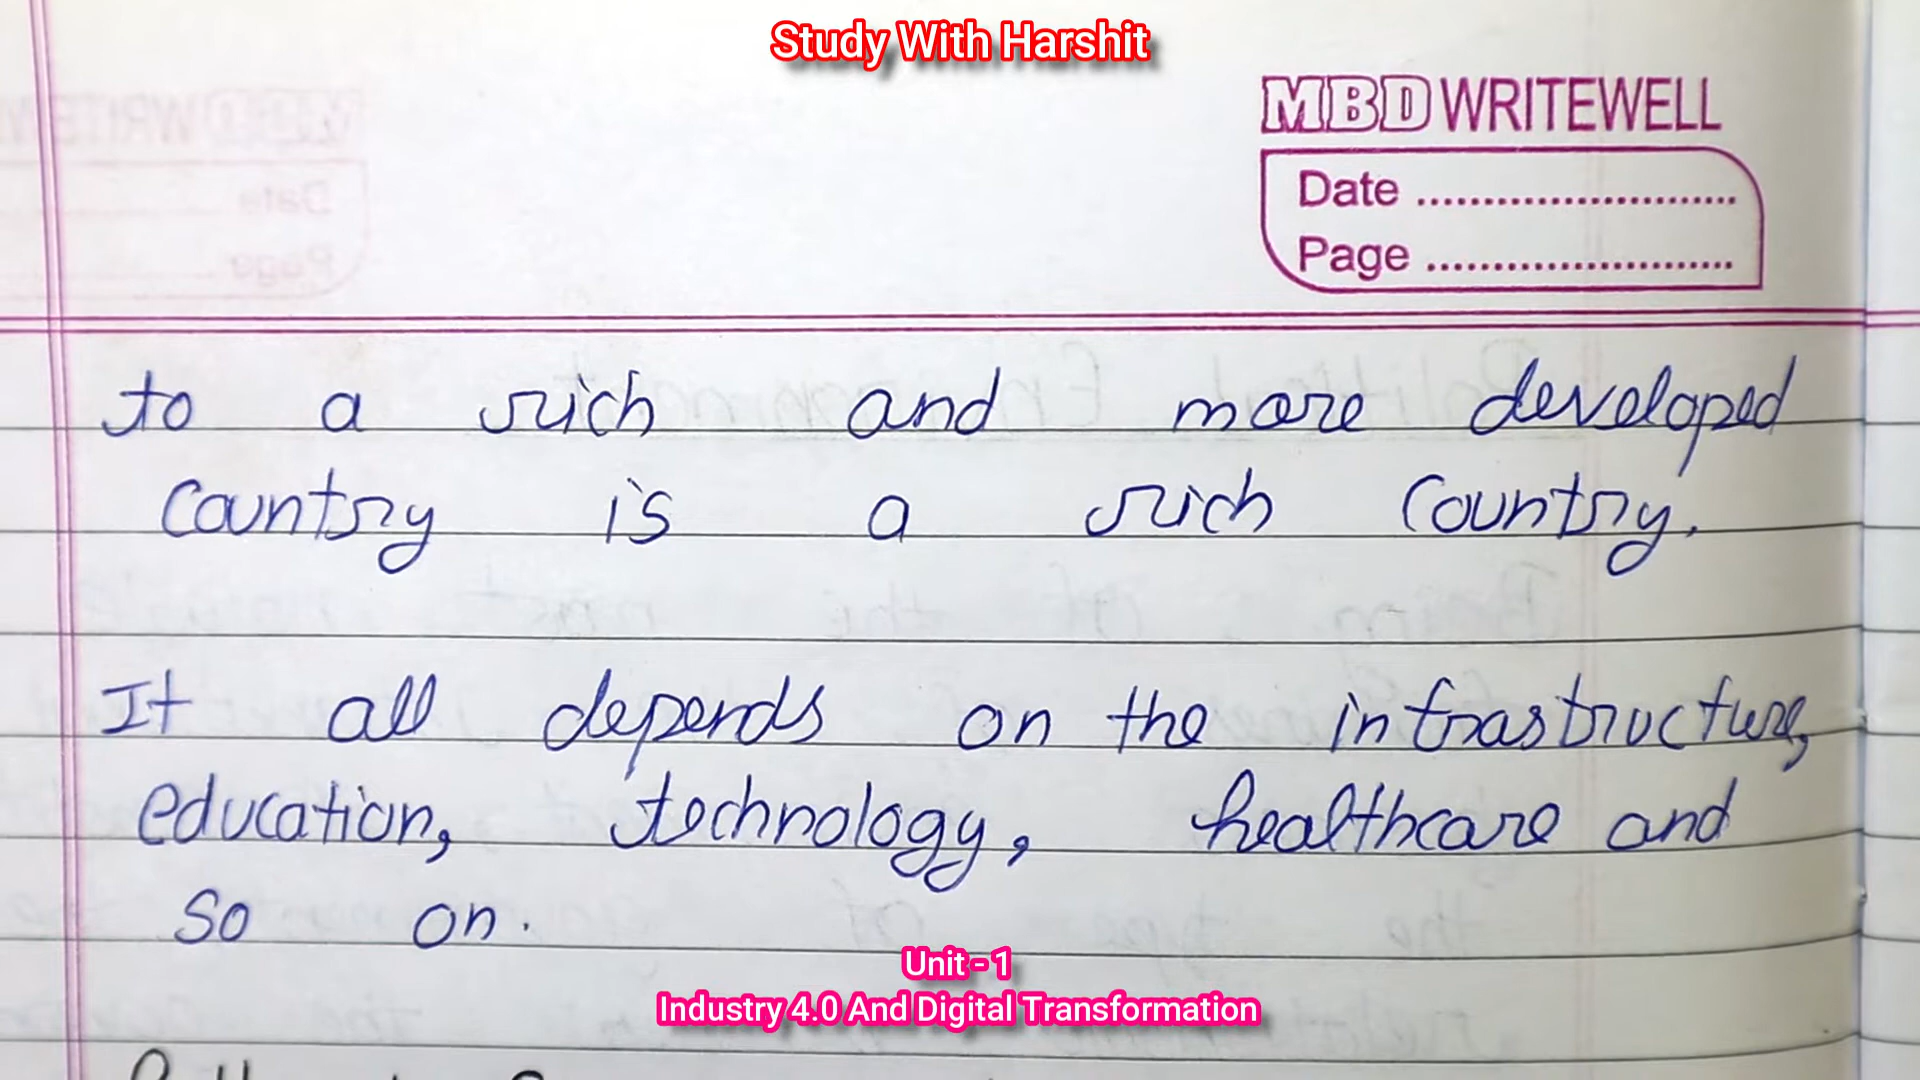 Study With Harshit
MBD WRITEWELL
Date ........................
Page ........................
to a rich and more developed
country is a rich country.
It all depends on the infrastructure,
education, technology, healthcare and
so on.
Unit - 1
Industry 4.0 And Digital Transformation